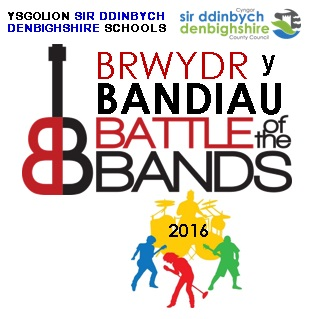 YSGOLION SIR DDINBYCH
DENBIGHSHIRE SCHOOLS
Cyngor
sir ddinbych
denbighshire
County Council
BRWYDR y
BANDIAU
BATTLE of the
BANDS
2016